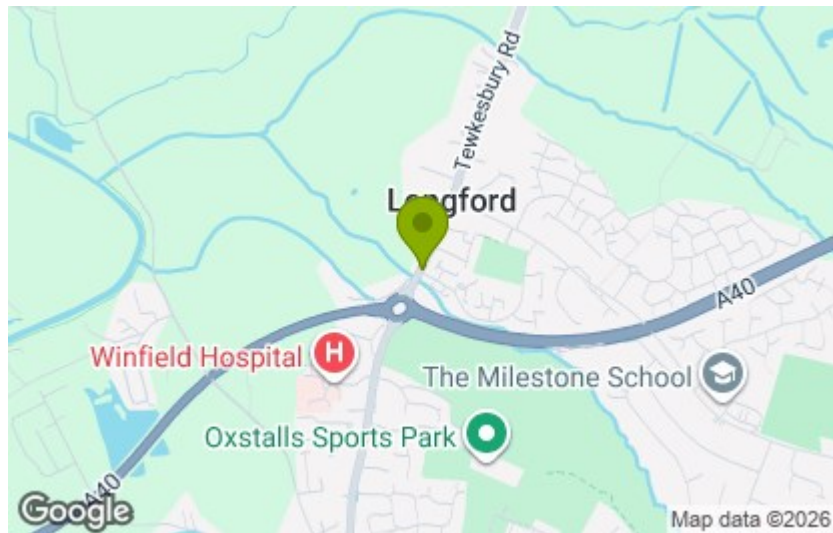 Tewkesbury Rd
Longford
A40
Winfield Hospital
H
The Milestone School
Oxstalls Sports Park
A40
Google
Map data ©2026